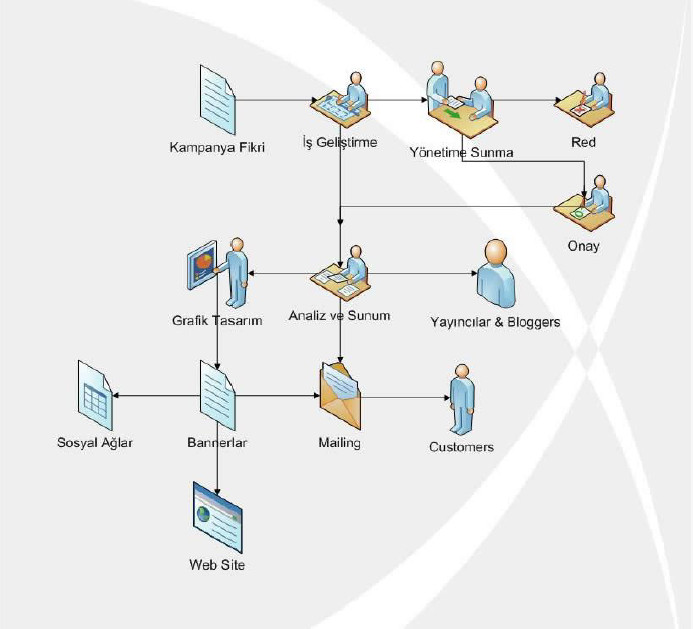 Kampanya Fikri
İş Geliştirme
Yönetime Sunma
Red
Onay
Grafik Tasarım
Analiz ve Sunum
Yayıncılar & Bloggers
Sosyal Ağlar
Bannerlar
Mailing
Customers
Web Site